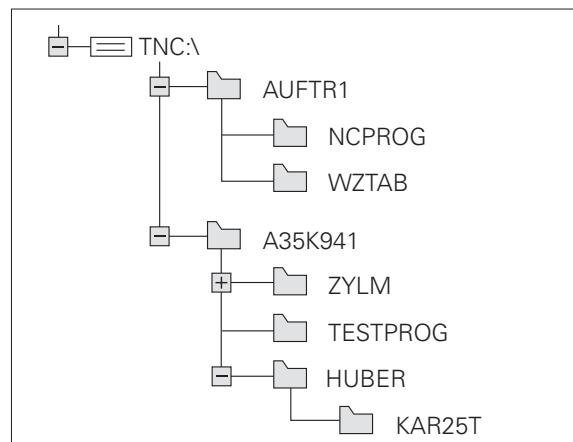 TNC:\
AUFTR1
NCPROG
WZTAB
A35K941
ZYLM
TESTPROG
HUBER
KAR25T